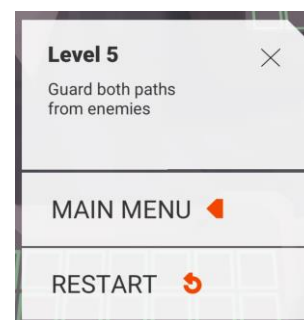 Level 5
Guard both paths
from enemies
MAIN MENU
RESTART